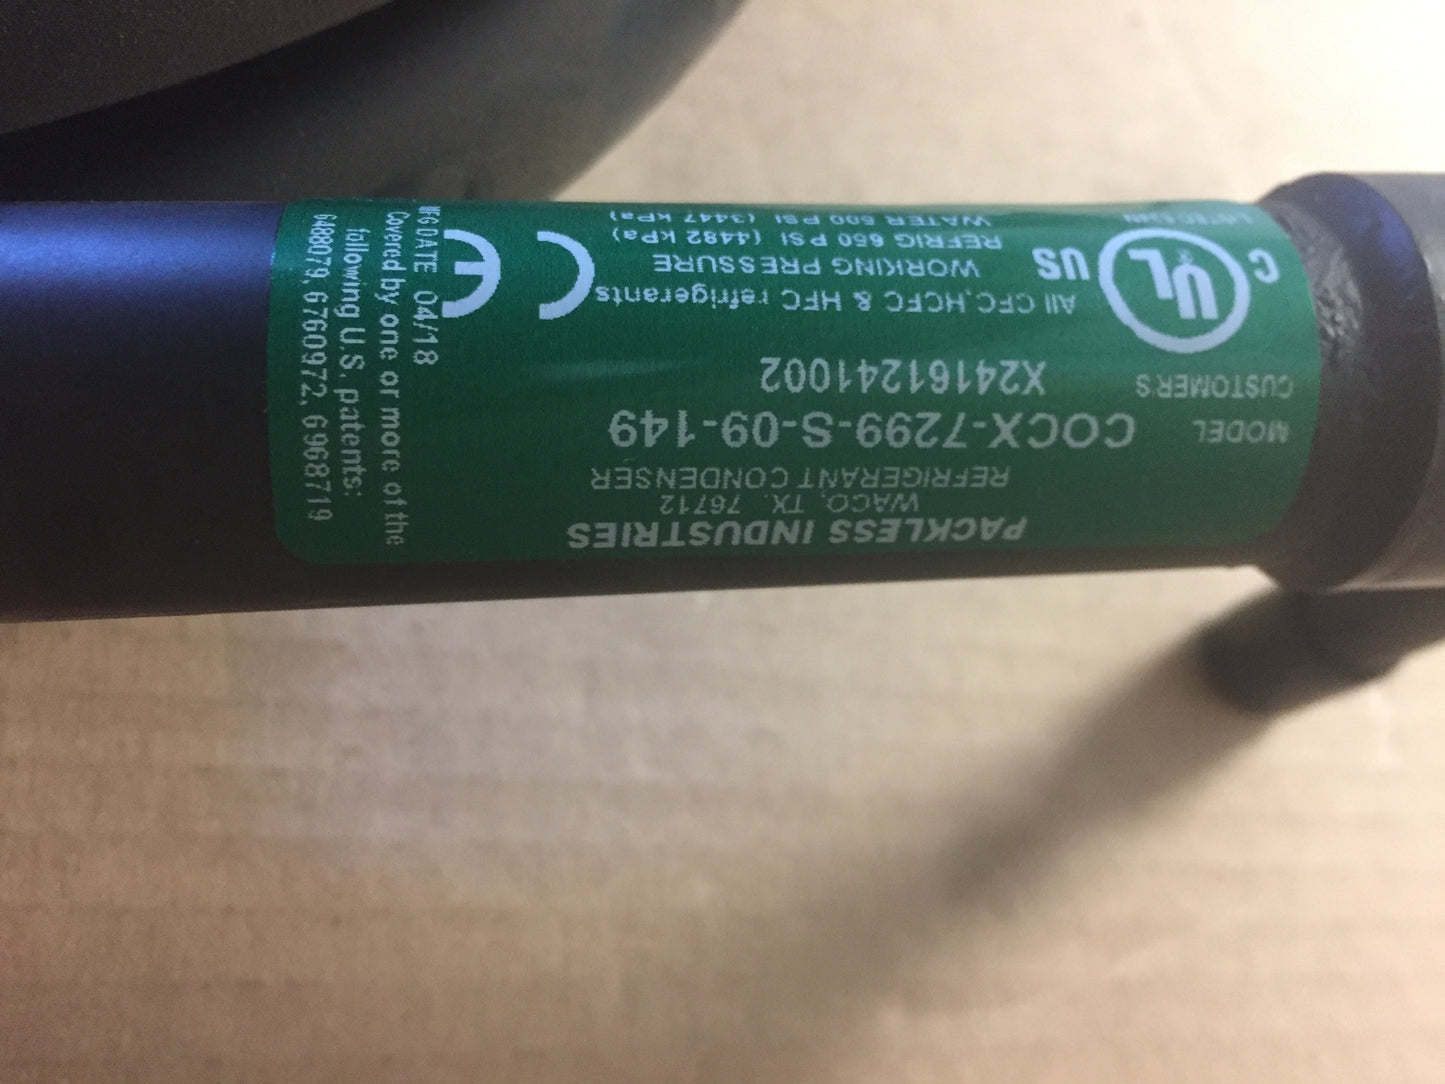 PACKLESS INDUSTRIES
WACO, TX. 76712
REFRIGERANT CONDENSER
MODEL COCX-7299-S-09-149
CUSTOMER'S X24161241002
All CFC, HCFC & HFC refrigerants
WORKING PRESSURE
REFRIG 650 PSI (4482 kPa)
WATER 500 PSI (3447 kPa)
C UL US
CE
MFG DATE 04/18
Covered by one or more of the
following U.S. patents:
6488079, 6760972, 6968719